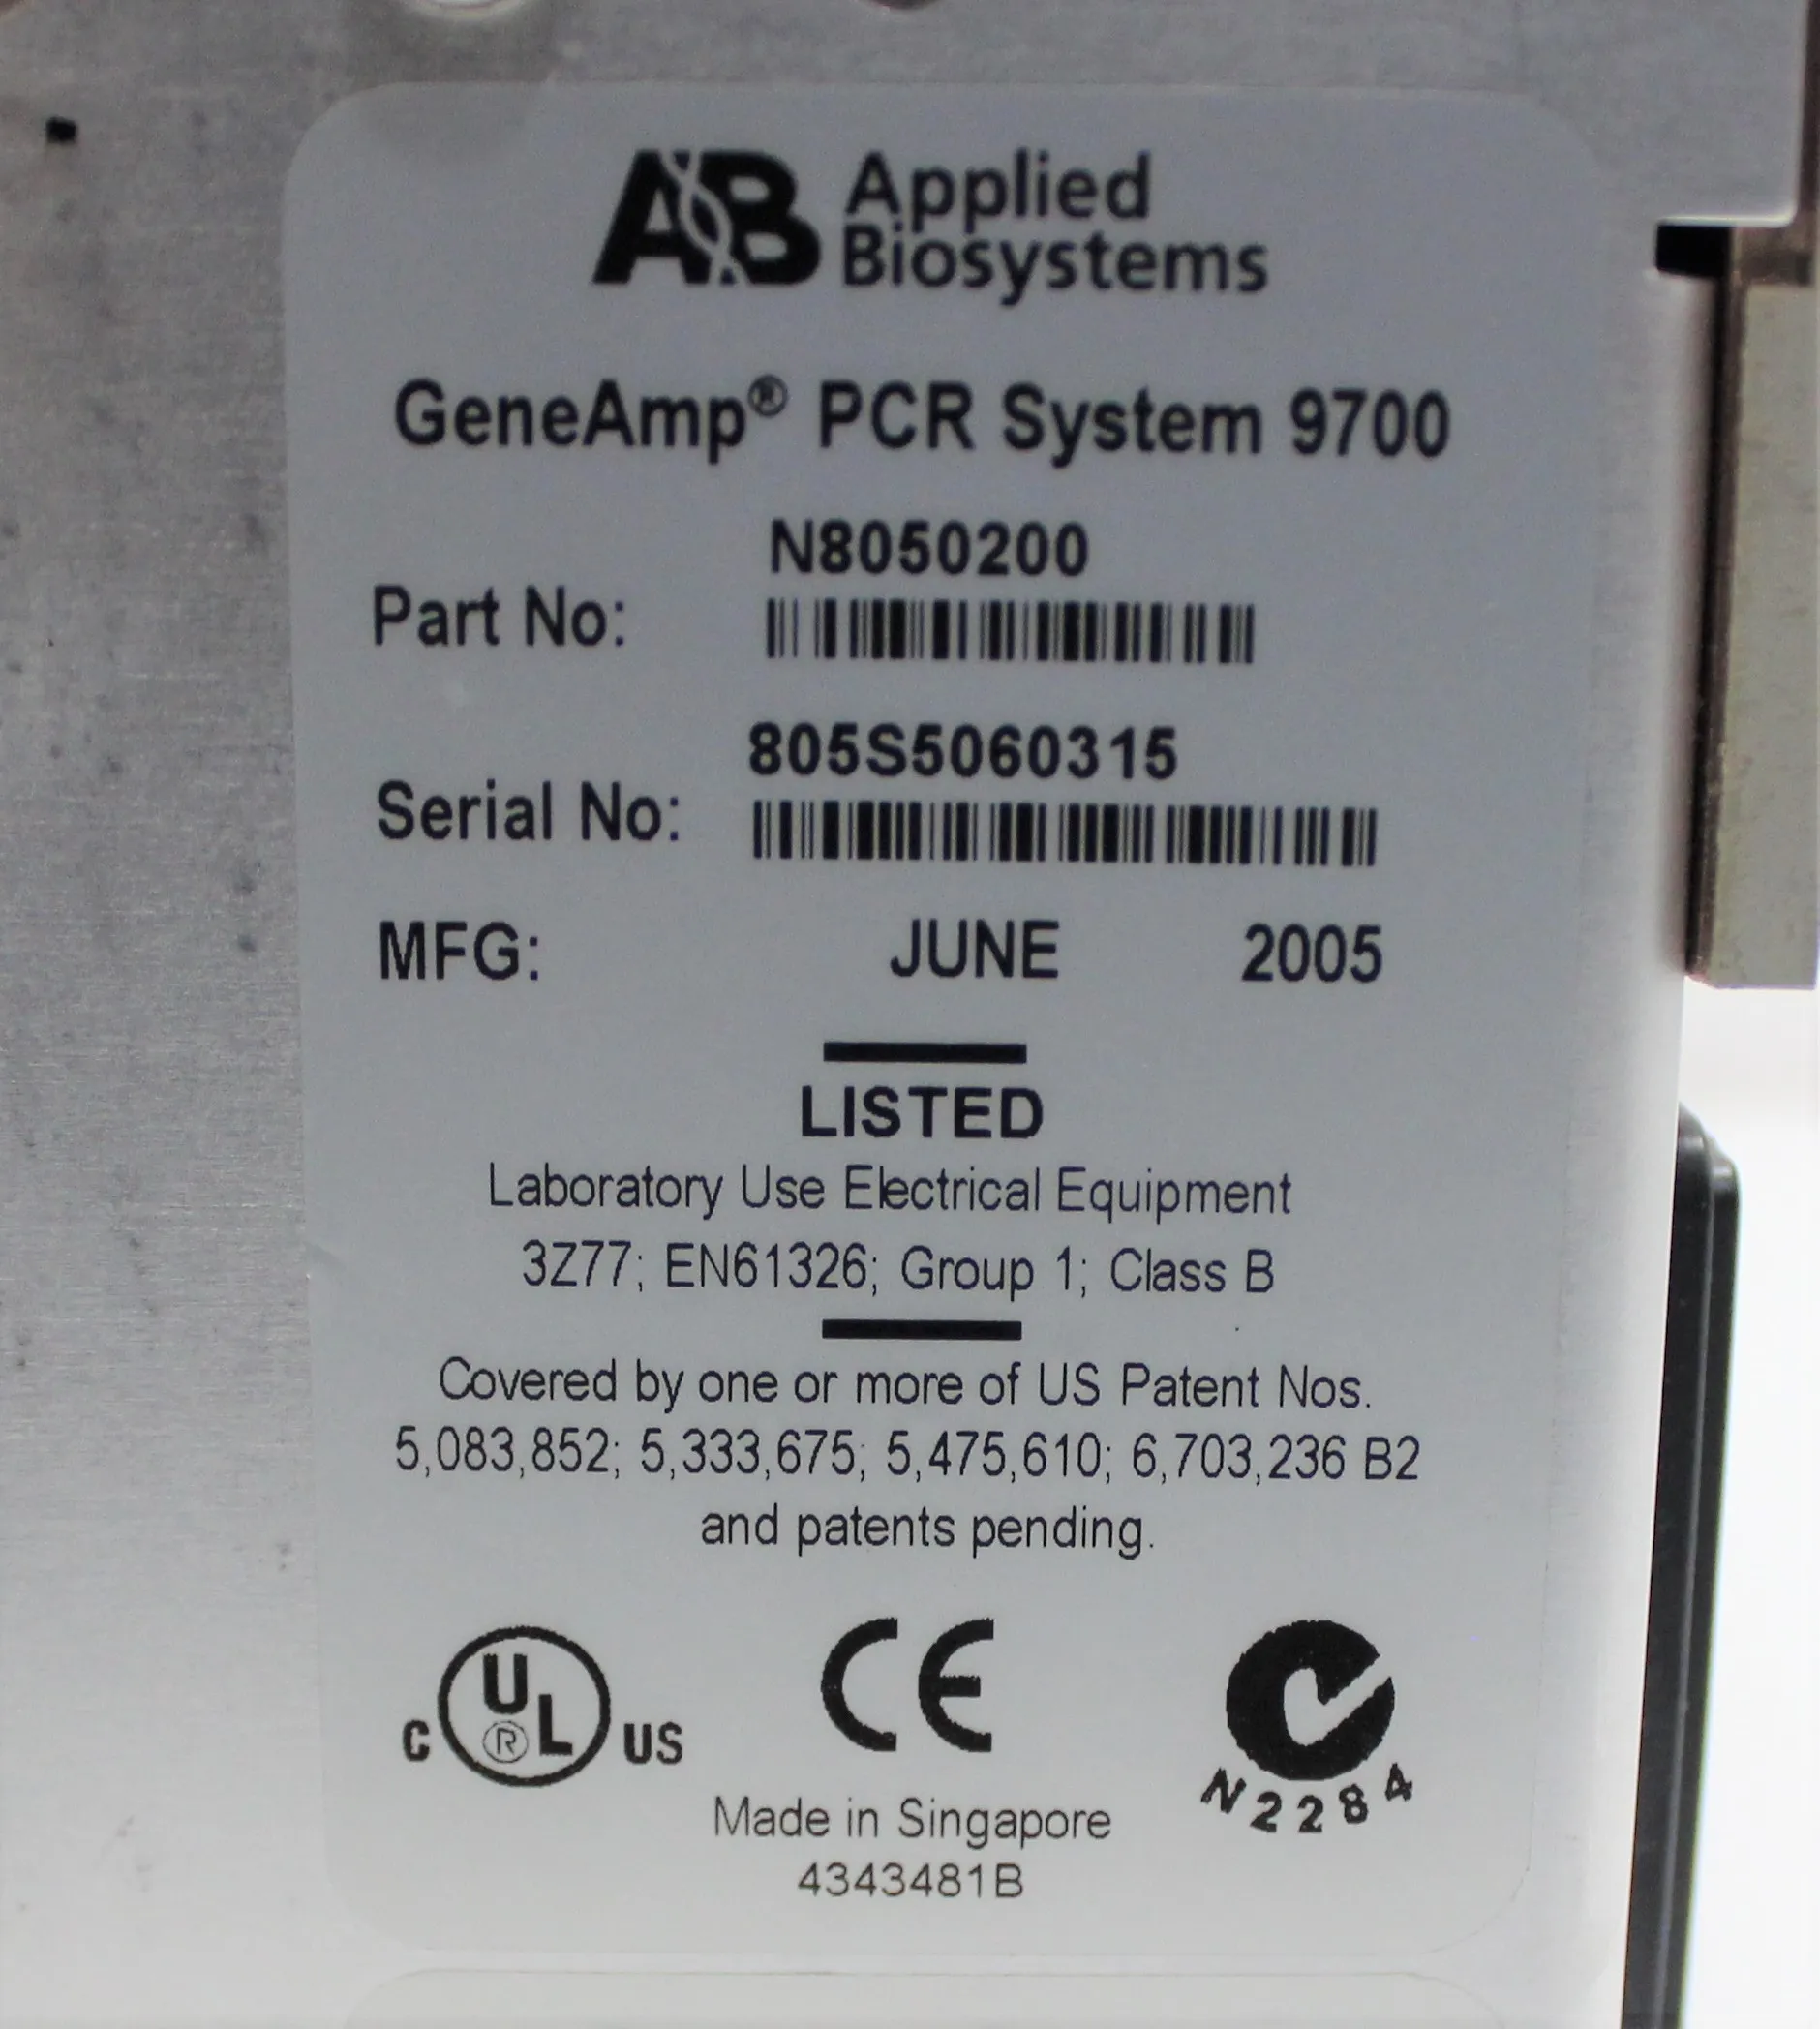 AB Applied
Biosystems
GeneAmp® PCR System 9700
N8050200
Part No:
805S5060315
Serial No:
MFG: JUNE 2005
LISTED
Laboratory Use Electrical Equipment
3Z77; EN61326; Group 1; Class B
Covered by one or more of US Patent Nos.
5,083,852; 5,333,675; 5,475,610; 6,703,236 B2
and patents pending.
C UL® US CE
N2284
Made in Singapore
4343481B